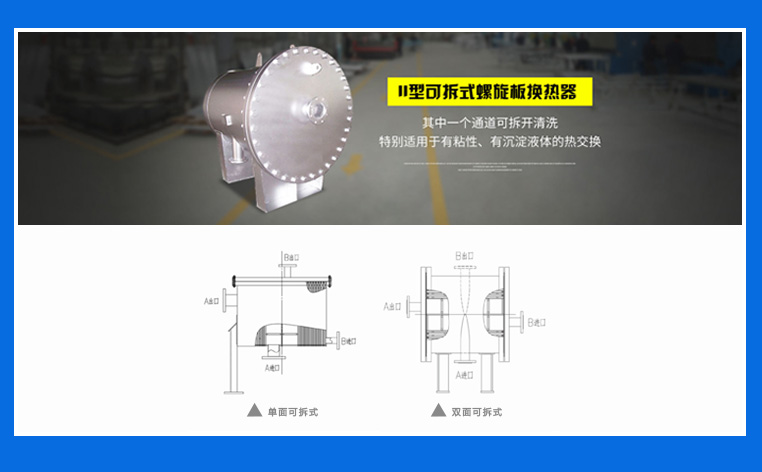 II型可拆式螺旋板换热器
其中一个通道可拆开清洗
特别适用于有粘性、有沉淀液体的热交换
B出口
A出口
B进口
A进口
B出口
A出口
B进口
A进口
单面可拆式
双面可拆式